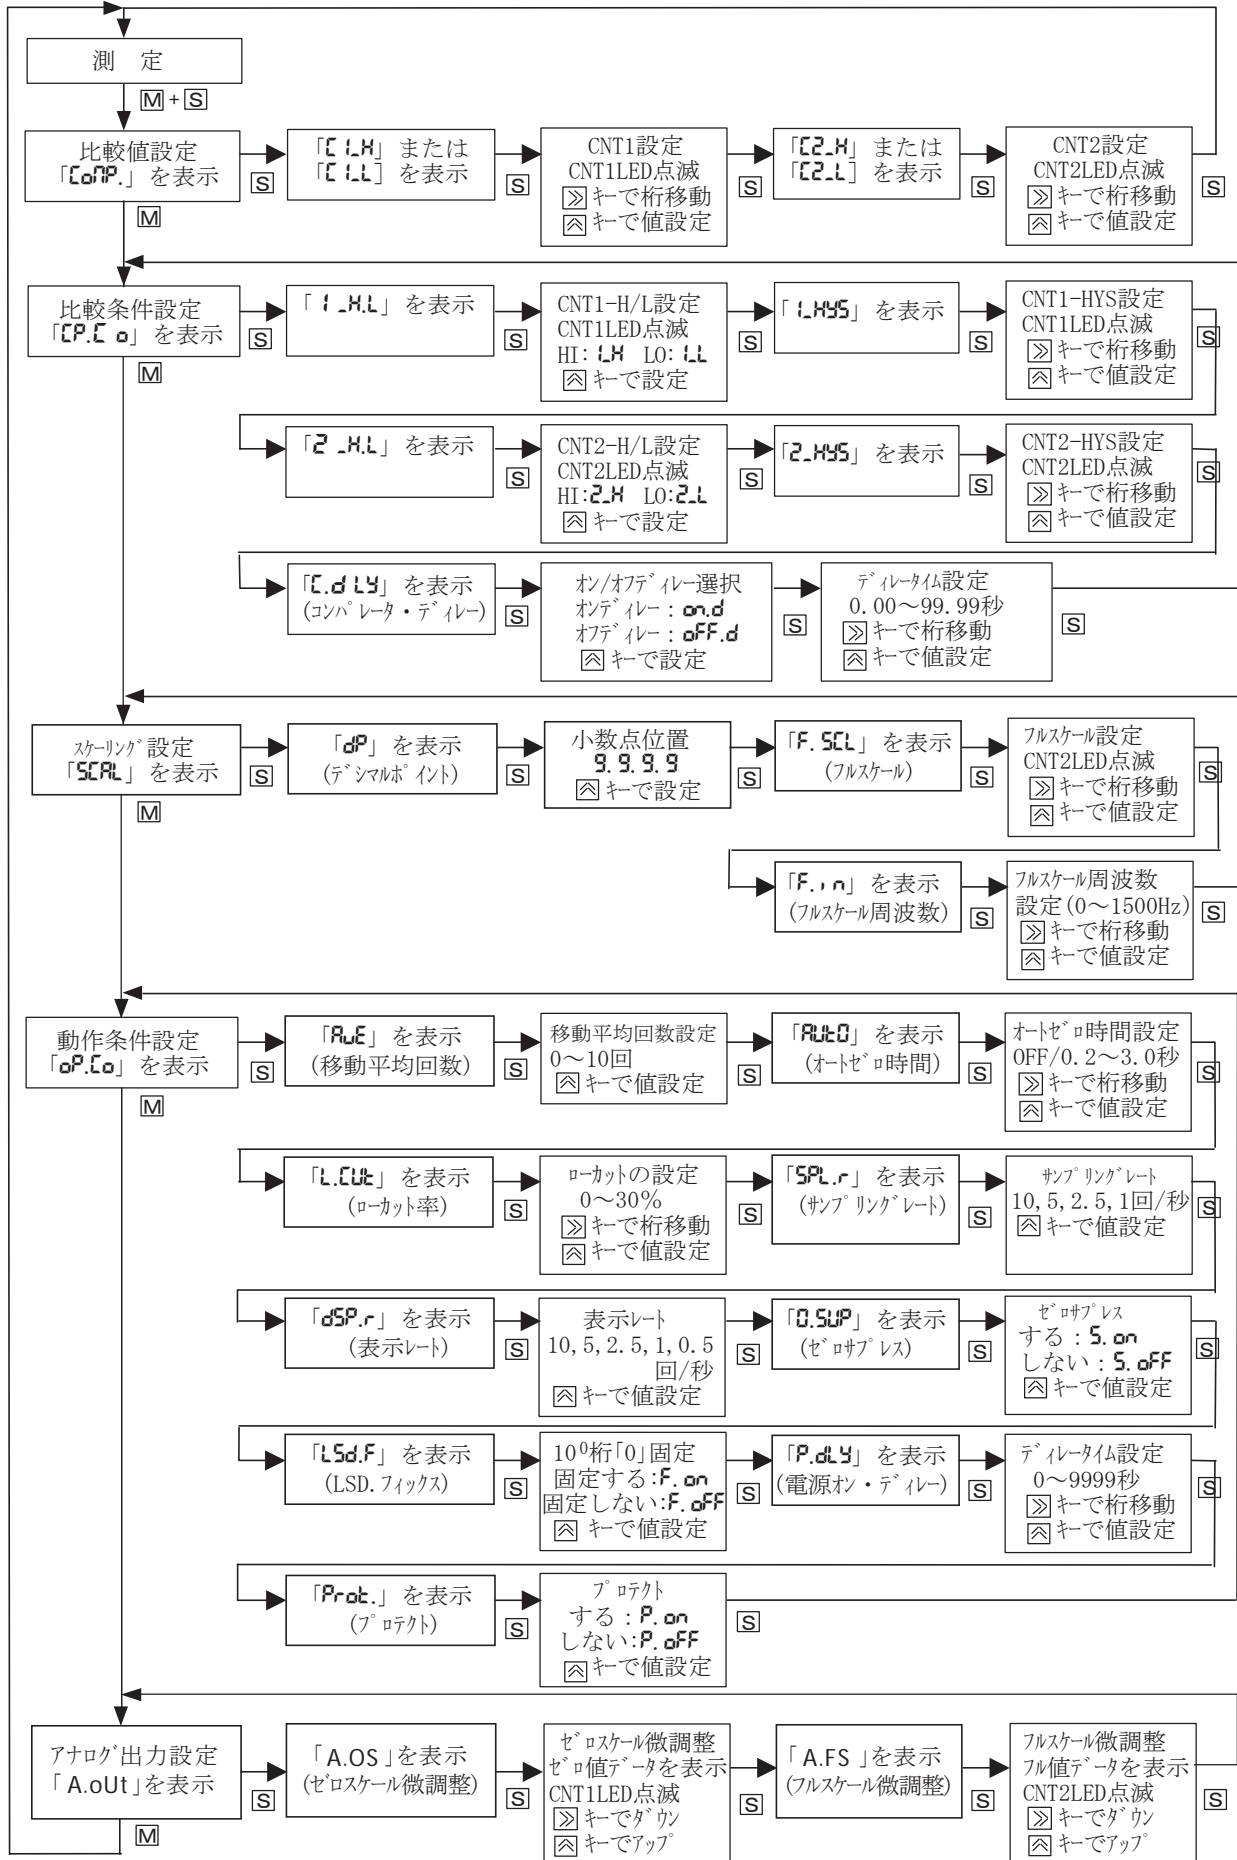 測 定
M + S
比較値設定
「CoMP.」を表示
S
M
「C1_H」または
「C1_L」を表示
S
CNT1設定
CNT1LED点滅
≫ キーで桁移動
︽ キーで値設定
S
「C2_H」または
「C2_L」を表示
S
CNT2設定
CNT2LED点滅
≫ キーで桁移動
︽ キーで値設定
S
比較条件設定
「CP.Co」を表示
S
M
「1_H.L」を表示
S
CNT1-H/L設定
CNT1LED点滅
HI:1_H LO:1_L
︽ キーで設定
S
「1_HYS」を表示
S
CNT1-HYS設定
CNT1LED点滅
≫ キーで桁移動
︽ キーで値設定
S
「2_H.L」を表示
S
CNT2-H/L設定
CNT2LED点滅
HI:2_H LO:2_L
︽ キーで設定
S
「2_HYS」を表示
S
CNT2-HYS設定
CNT2LED点滅
≫ キーで桁移動
︽ キーで値設定
S
「C.dLY」を表示
(コンパレータ・ディレー)
S
オン/オフディレー選択
オンディレー:on.d
オフディレー:oFF.d
︽ キーで設定
S
ディレータイム設定
0.00～99.99秒
≫ キーで桁移動
︽ キーで値設定
S
スケーリング設定
「SCAL」を表示
S
M
「dP」を表示
(デシマルポイント)
S
小数点位置
9.9.9.9
︽ キーで設定
S
「F.SCL」を表示
(フルスケール)
S
フルスケール設定
CNT2LED点滅
≫ キーで桁移動
︽ キーで値設定
S
「F.in」を表示
(フルスケール周波数)
S
フルスケール周波数
設定(0～1500Hz)
≫ キーで桁移動
︽ キーで値設定
S
動作条件設定
「oP.Co」を表示
S
M
「AvE」を表示
(移動平均回数)
S
移動平均回数設定
0～10回
︽ キーで値設定
S
「AUt0」を表示
(オートゼロ時間)
S
オートゼロ時間設定
OFF/0.2～3.0秒
≫ キーで桁移動
︽ キーで値設定
S
「L.CUt」を表示
(ローカット率)
S
ローカットの設定
0～30%
≫ キーで桁移動
︽ キーで値設定
S
「SPL.r」を表示
(サンプリングレート)
S
サンプリングレート
10,5,2.5,1回/秒
︽ キーで値設定
S
「dSP.r」を表示
(表示レート)
S
表示レート
10,5,2.5,1,0.5
回/秒
︽ キーで値設定
S
「0.SUP」を表示
(ゼロサプレス)
S
ゼロサプレス
する:S.on
しない:S.oFF
︽ キーで値設定
S
「LSd.F」を表示
(LSD.フィックス)
S
10⁰桁「0」固定
固定する:F.on
固定しない:F.oFF
︽ キーで値設定
S
「P.dLY」を表示
(電源オン・ディレー)
S
ディレータイム設定
0～9999秒
≫ キーで桁移動
︽ キーで値設定
S
「Prot.」を表示
(プロテクト)
S
プロテクト
する:P.on
しない:P.oFF
︽ キーで値設定
S
アナログ出力設定
「A.oUt」を表示
S
M
「A.OS」を表示
(ゼロスケール微調整)
S
ゼロスケール微調整
ゼロ値データを表示
CNT1LED点滅
≫ キーでダウン
︽ キーでアップ
S
「A.FS」を表示
(フルスケール微調整)
S
フルスケール微調整
フル値データを表示
CNT2LED点滅
≫ キーでダウン
︽ キーでアップ
S